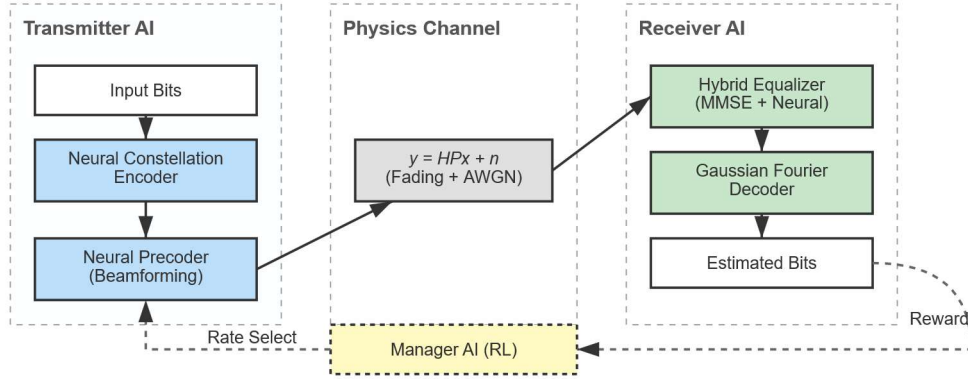 Transmitter AI
Input Bits
Neural Constellation
Encoder
Neural Precoder
(Beamforming)
Physics Channel
y = HPx + n
(Fading + AWGN)
Receiver AI
Hybrid Equalizer
(MMSE + Neural)
Gaussian Fourier
Decoder
Estimated Bits
Reward
Rate Select
Manager AI (RL)